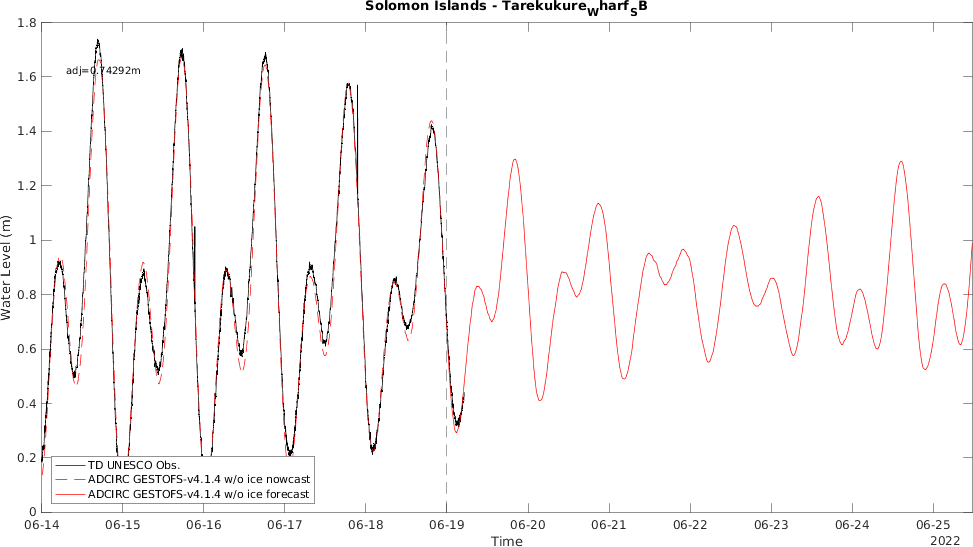 Solomon Islands - Tarekukure_Wharf_SB
1.8
1.6
1.4
1.2
1
0.8
0.6
0.4
0.2
0
Water Level (m)
adj=0.74292m
TD UNESCO Obs.
ADCIRC GESTOFS-v4.1.4 w/o ice nowcast
ADCIRC GESTOFS-v4.1.4 w/o ice forecast
06-14 06-15 06-16 06-17 06-18 06-19 06-20 06-21 06-22 06-23 06-24 06-25
Time
2022